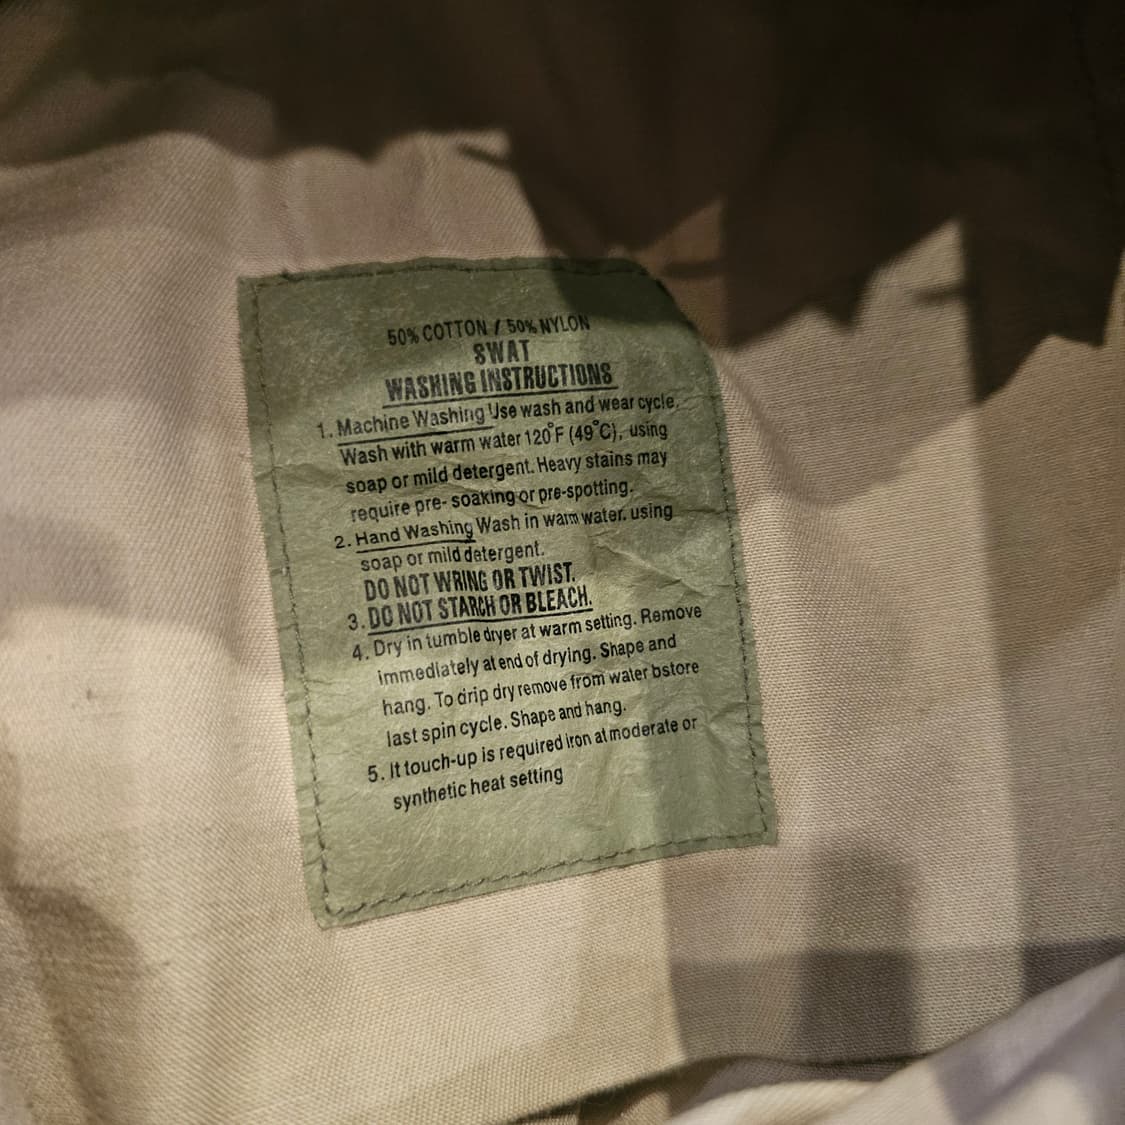 50% COTTON / 50% NYLON
SWAT
WASHING INSTRUCTIONS
1. Machine Washing Use wash and wear cycle.
Wash with warm water 120°F (49°C), using
soap or mild detergent. Heavy stains may
require pre- soaking or pre-spotting.
2. Hand Washing Wash in warm water. using
soap or mild detergent.
DO NOT WRING OR TWIST.
3. DO NOT STARCH OR BLEACH.
4. Dry in tumble dryer at warm setting. Remove
immediately at end of drying. Shape and
hang. To drip dry remove from water bstore
last spin cycle. Shape and hang.
5. It touch-up is required iron at moderate or
synthetic heat setting